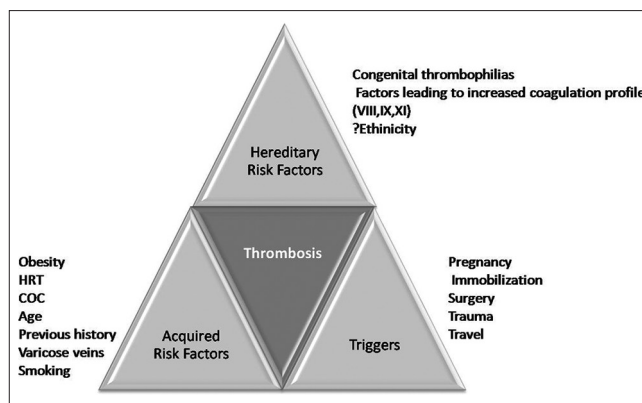 Congenital thrombophilias
Factors leading to increased coagulation profile
(VIII,IX,XI)
?Ethinicity
Hereditary
Risk Factors
Thrombosis
Obesity
HRT
COC
Age
Previous history
Varicose veins
Smoking
Acquired
Risk Factors
Triggers
Pregnancy
Immobilization
Surgery
Trauma
Travel